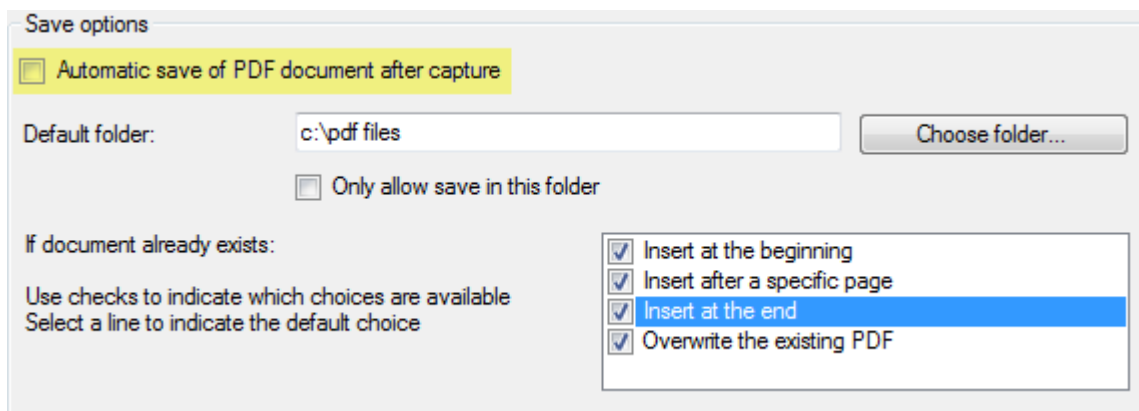 Save options
Automatic save of PDF document after capture
Default folder: c:\pdf files Choose folder...
Only allow save in this folder
If document already exists:
Use checks to indicate which choices are available
Select a line to indicate the default choice
Insert at the beginning
Insert after a specific page
Insert at the end
Overwrite the existing PDF